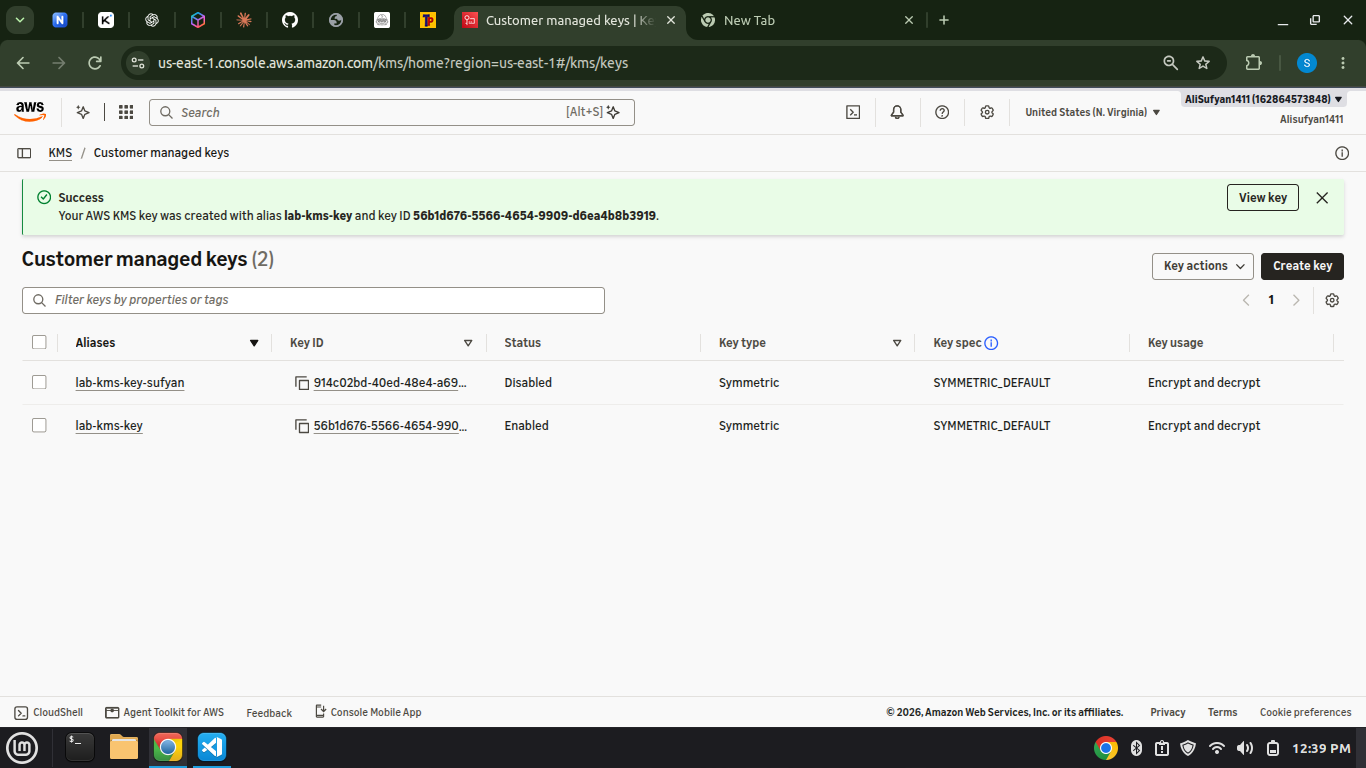 Customer managed keys | Ke
New Tab
us-east-1.console.aws.amazon.com/kms/home?region=us-east-1#/kms/keys
S
aws
Search
[Alt+S]
United States (N. Virginia)
AliSufyan1411 (162864573848)
Alisufyan1411
KMS / Customer managed keys
Success
Your AWS KMS key was created with alias lab-kms-key and key ID 56b1d676-5566-4654-9909-d6ea4b8b3919.
View key
Customer managed keys (2)
Key actions
Create key
Filter keys by properties or tags
1
Aliases Key ID Status Key type Key spec Key usage
lab-kms-key-sufyan 914c02bd-40ed-48e4-a69... Disabled Symmetric SYMMETRIC_DEFAULT Encrypt and decrypt
lab-kms-key 56b1d676-5566-4654-990... Enabled Symmetric SYMMETRIC_DEFAULT Encrypt and decrypt
CloudShell Agent Toolkit for AWS Feedback Console Mobile App © 2026, Amazon Web Services, Inc. or its affiliates. Privacy Terms Cookie preferences
12:39 PM